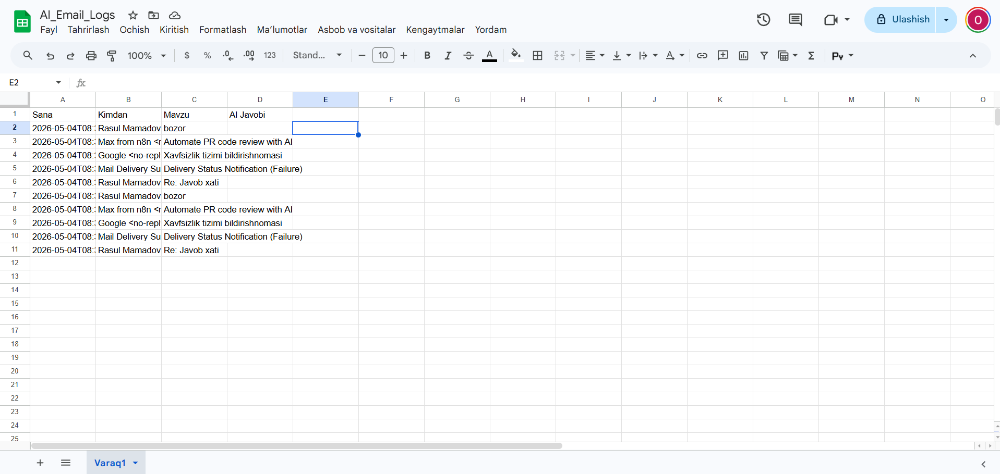 AI_Email_Logs
Fayl Tahrirlash Ochish Kiritish Formatlash Ma’lumotlar Asbob va vositalar Kengaytmalar Yordam
Ulashish
O
100% $ % .0 .00 123 Stand... 10 B I A Σ Py
E2 fx
A B C D E F G H I J K L M N O
1 Sana Kimdan Mavzu AI Javobi
2 2026-05-04T08: Rasul Mamadov bozor
3 2026-05-04T08: Max from n8n < Automate PR code review with AI
4 2026-05-04T08: Google <no-repl Xavfsizlik tizimi bildirishnomasi
5 2026-05-04T08: Mail Delivery Su Delivery Status Notification (Failure)
6 2026-05-04T08: Rasul Mamadov Re: Javob xati
7 2026-05-04T08: Rasul Mamadov bozor
8 2026-05-04T08: Max from n8n < Automate PR code review with AI
9 2026-05-04T08: Google <no-repl Xavfsizlik tizimi bildirishnomasi
10 2026-05-04T08: Mail Delivery Su Delivery Status Notification (Failure)
11 2026-05-04T08: Rasul Mamadov Re: Javob xati
12
13
14
15
16
17
18
19
20
21
22
23
24
25
Varaq1